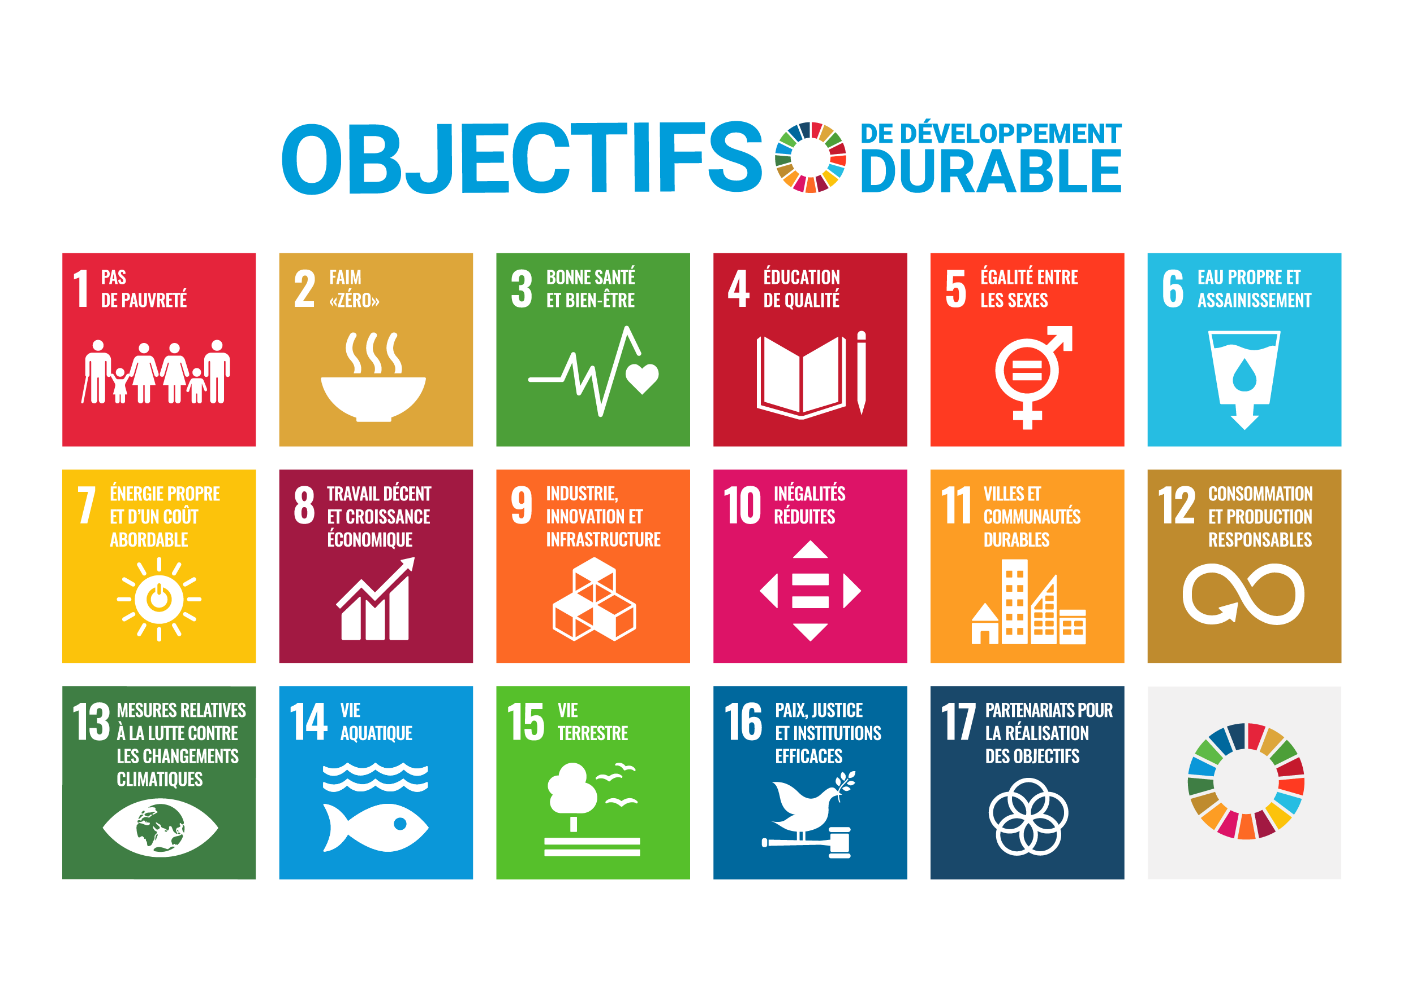 OBJECTIFS
DE DÉVELOPPEMENT
DURABLE
1 PAS
DE PAUVRETÉ
2 FAIM
«ZÉRO»
3 BONNE SANTÉ
ET BIEN-ÊTRE
4 ÉDUCATION
DE QUALITÉ
5 ÉGALITÉ ENTRE
LES SEXES
6 EAU PROPRE ET
ASSAINISSEMENT
7 ÉNERGIE PROPRE
ET D'UN COÛT
ABORDABLE
8 TRAVAIL DÉCENT
ET CROISSANCE
ÉCONOMIQUE
9 INDUSTRIE,
INNOVATION ET
INFRASTRUCTURE
10 INÉGALITÉS
RÉDUITES
11 VILLES ET
COMMUNAUTÉS
DURABLES
12 CONSOMMATION
ET PRODUCTION
RESPONSABLES
13 MESURES RELATIVES
À LA LUTTE CONTRE
LES CHANGEMENTS
CLIMATIQUES
14 VIE
AQUATIQUE
15 VIE
TERRESTRE
16 PAIX, JUSTICE
ET INSTITUTIONS
EFFICACES
17 PARTENARIATS POUR
LA RÉALISATION
DES OBJECTIFS